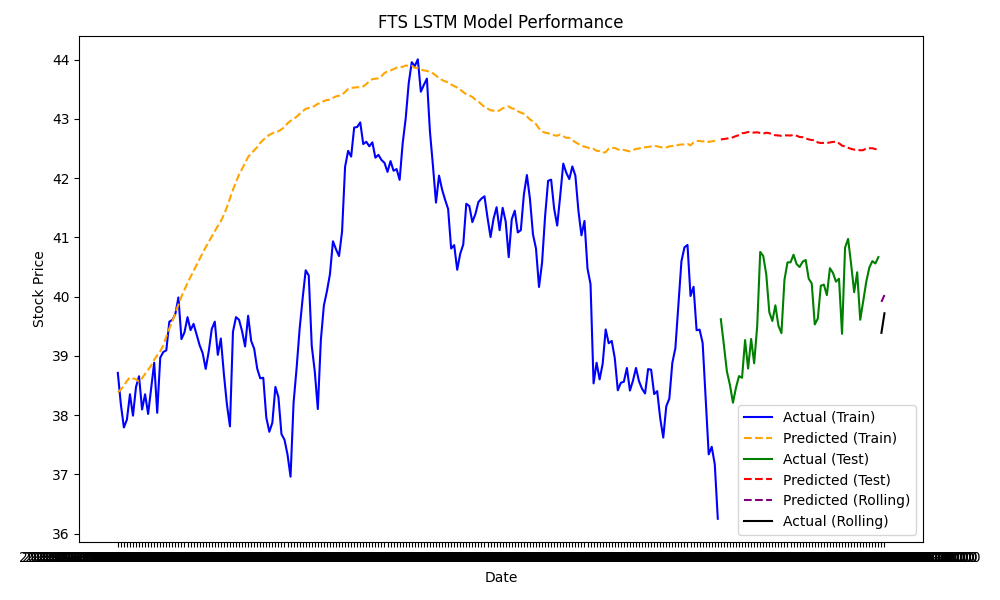 FTS LSTM Model Performance
44
43
42
41
40
39
38
37
36
Stock Price
Actual (Train)
Predicted (Train)
Actual (Test)
Predicted (Test)
Predicted (Rolling)
Actual (Rolling)
Date